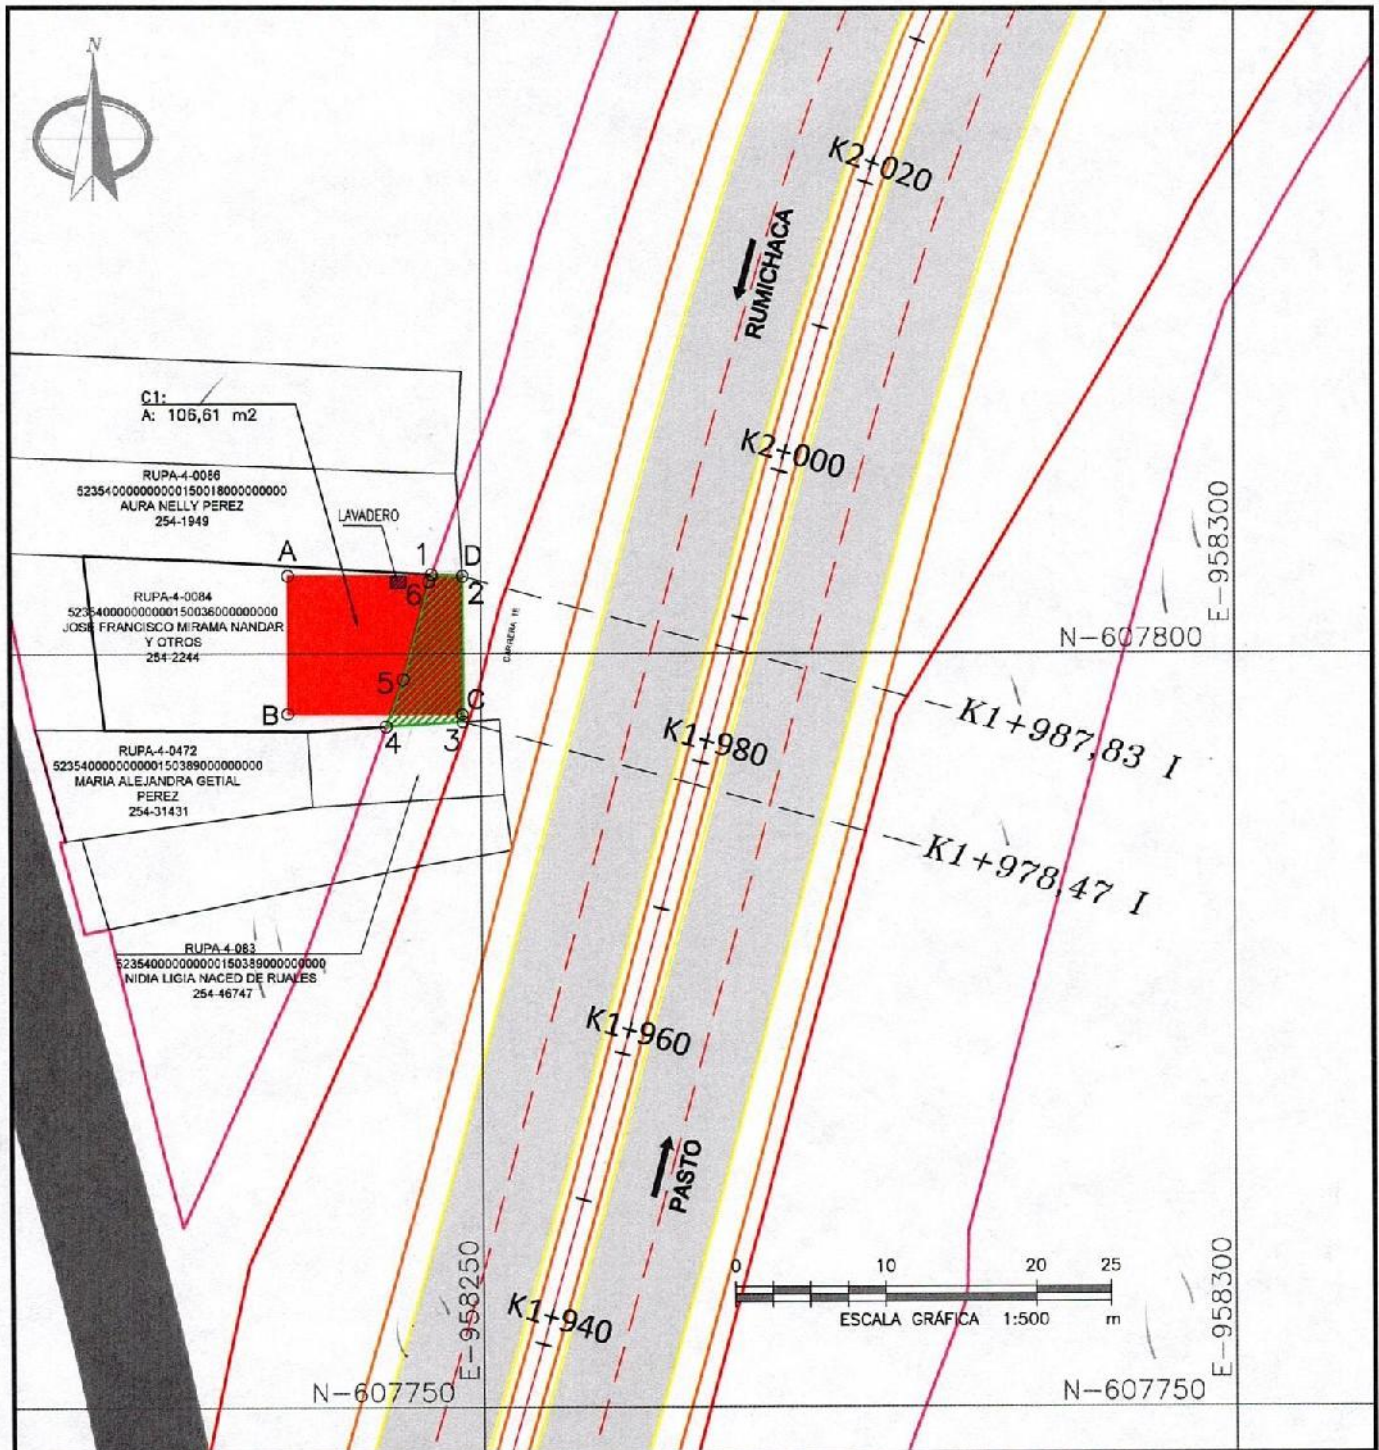 N
K2+020
RUMICHACA
C1:
A: 106,61 m2
K2+000
RUPA-4-0086
523540000000000150018000000000
AURA NELLY PEREZ
254-1949
LAVADERO
E-958300
A
1
D
6
2
RUPA-4-0084
523540000000000150036000000000
JOSE FRANCISCO MIRAMA NANDAR
Y OTROS
254-2244
CARRERA
N-607800
5
C
B
4
3
K1+987,83 I
K1+980
RUPA-4-0472
523540000000000150389000000000
MARIA ALEJANDRA GETIAL
PEREZ
254-31431
K1+978,47 I
RUPA-4-083
523540000000000150389000000000
NIDIA LIGIA NACED DE RUALES
254-46747
K1+960
PASTO
E-958250
E-958300
0 10 20 25
ESCALA GRÁFICA 1:500 m
K1+940
N-607750
N-607750